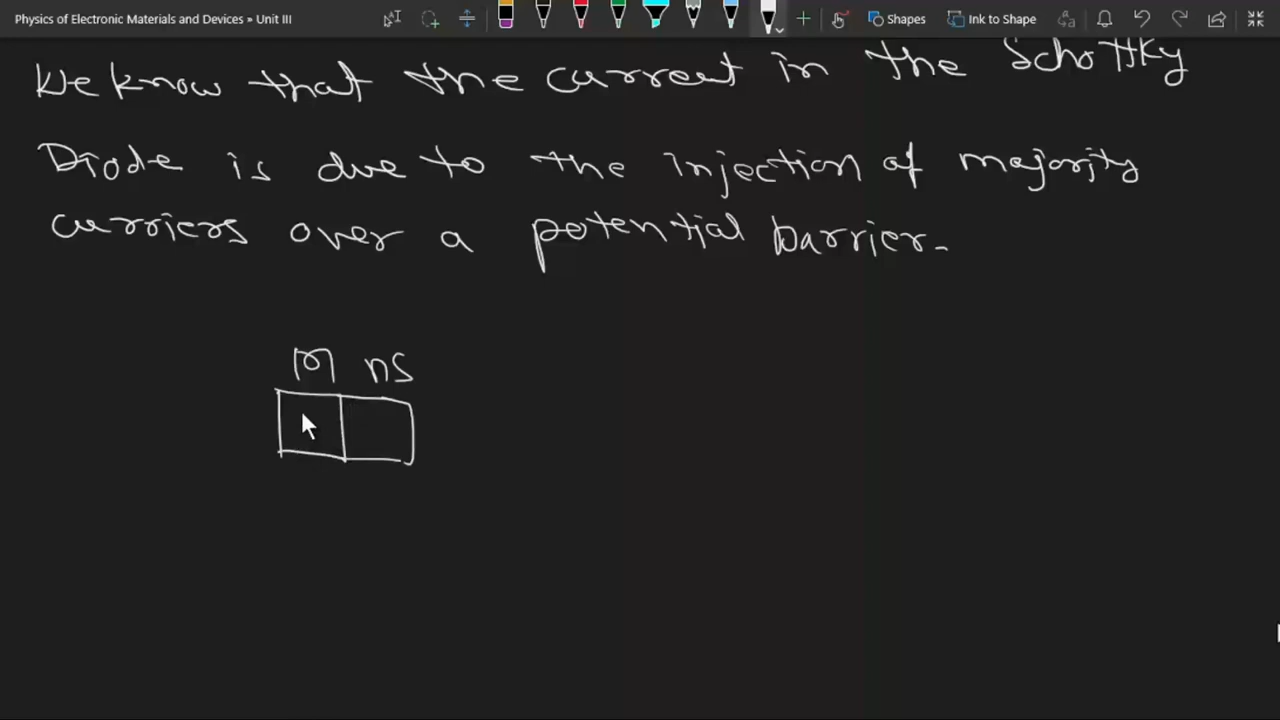 Physics of Electronic Materials and Devices » Unit III
Shapes
Ink to Shape
We know that the current in the Schottky
Diode is due to the injection of majority
carriers over a potential barrier.
M ns